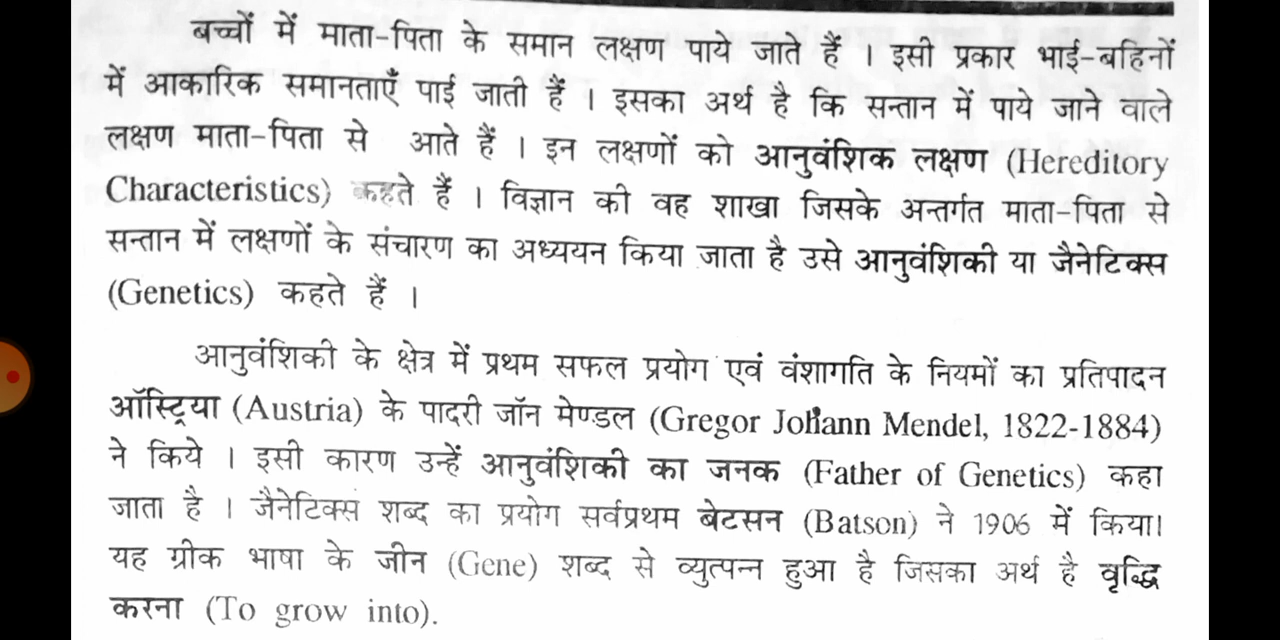 बच्चों में माता-पिता के समान लक्षण पाये जाते हैं । इसी प्रकार भाई-बहिनों
में आकारिक समानताएँ पाई जाती हैं । इसका अर्थ है कि सन्तान में पाये जाने वाले
लक्षण माता-पिता से आते हैं । इन लक्षणों को आनुवंशिक लक्षण (Hereditory
Characteristics) कहते हैं । विज्ञान की वह शाखा जिसके अन्तर्गत माता-पिता से
सन्तान में लक्षणों के संचारण का अध्ययन किया जाता है उसे आनुवंशिकी या जैनेटिक्स
(Genetics) कहते हैं ।
आनुवंशिकी के क्षेत्र में प्रथम सफल प्रयोग एवं वंशागति के नियमों का प्रतिपादन
ऑस्ट्रिया (Austria) के पादरी जॉन मेण्डल (Gregor Johann Mendel, 1822-1884)
ने किये । इसी कारण उन्हें आनुवंशिकी का जनक (Father of Genetics) कहा
जाता है । जैनेटिक्स शब्द का प्रयोग सर्वप्रथम बेटसन (Batson) ने 1906 में किया।
यह ग्रीक भाषा के जीन (Gene) शब्द से व्युत्पन्न हुआ है जिसका अर्थ है वृद्धि
करना (To grow into).